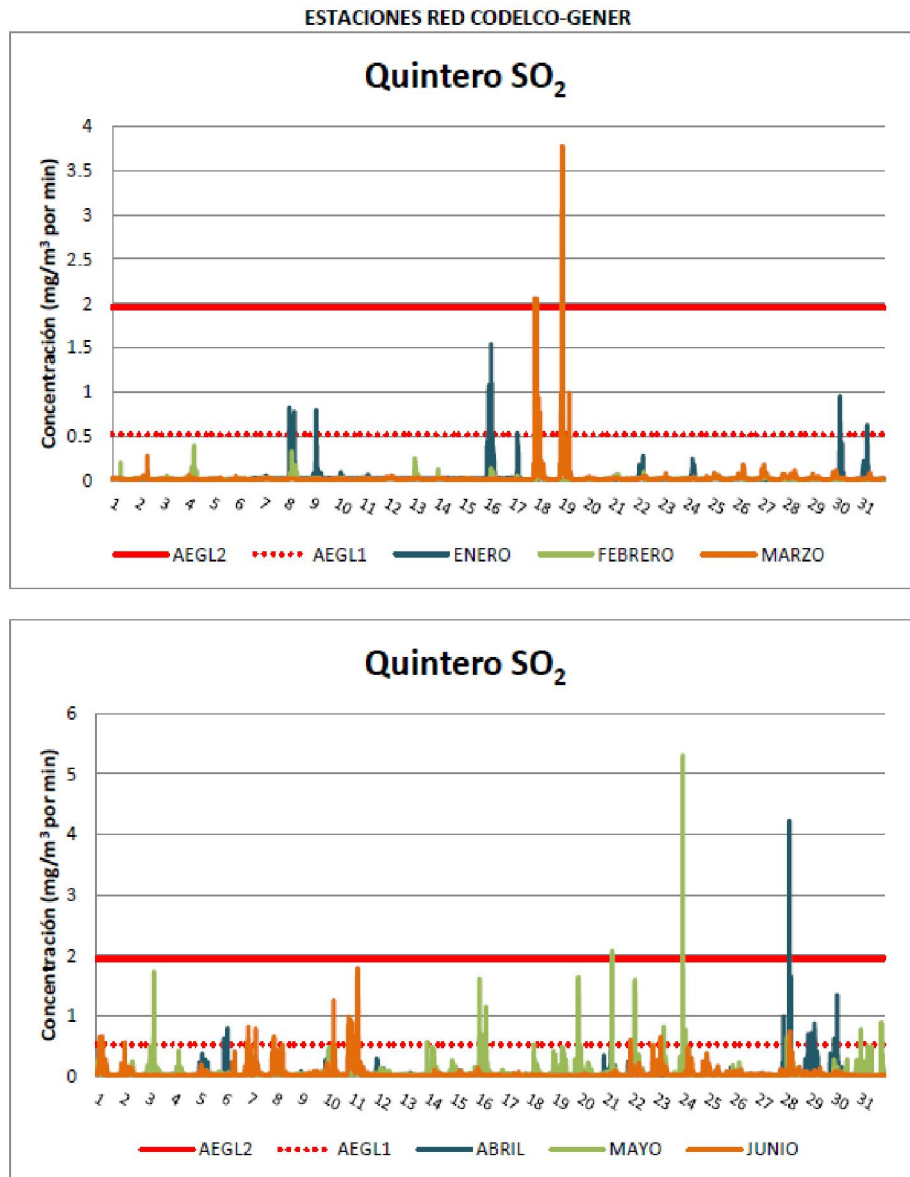 ESTACIONES RED CODELCO-GENER
Quintero SO₂
Concentración (mg/m³ por min)
4
3.5
3
2.5
2
1.5
1
0.5
0
1 2 3 4 5 6 7 8 9 10 11 12 13 14 15 16 17 18 19 20 21 22 23 24 25 26 27 28 29 30 31
AEGL2 AEGL1 ENERO FEBRERO MARZO
Quintero SO₂
Concentración (mg/m³ por min)
6
5
4
3
2
1
0
1 2 3 4 5 6 7 8 9 10 11 12 13 14 15 16 17 18 19 20 21 22 23 24 25 26 27 28 29 30 31
AEGL2 AEGL1 ABRIL MAYO JUNIO